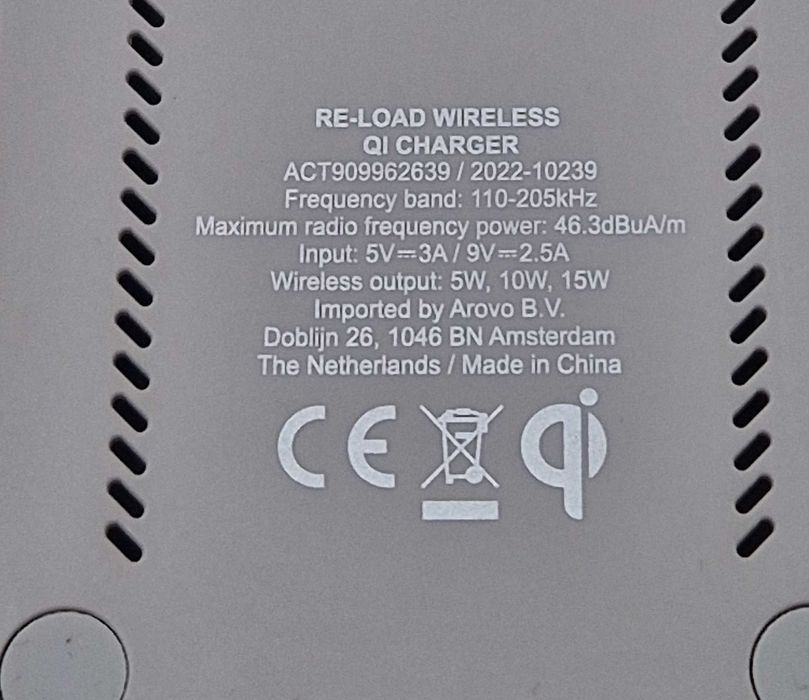 RE-LOAD WIRELESS
QI CHARGER
ACT909962639 / 2022-10239
Frequency band: 110-205kHz
Maximum radio frequency power: 46.3dBuA/m
Input: 5V⎓3A / 9V⎓2.5A
Wireless output: 5W, 10W, 15W
Imported by Arovo B.V.
Doblijn 26, 1046 BN Amsterdam
The Netherlands / Made in China
CE qi